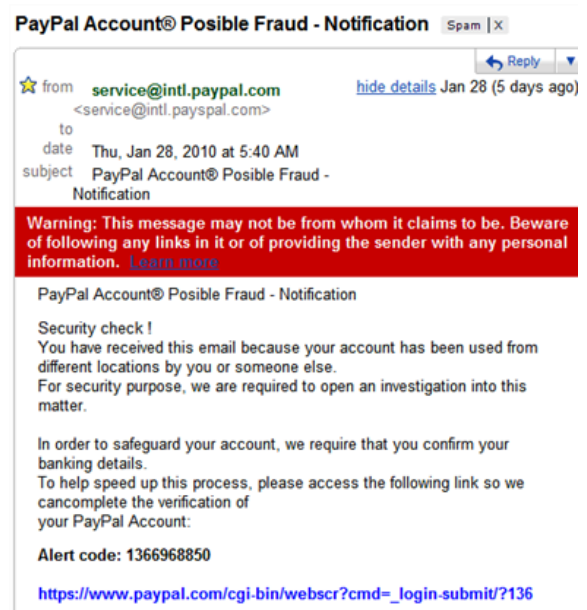 PayPal Account® Posible Fraud - Notification Spam | X
Reply
from service@intl.paypal.com hide details Jan 28 (5 days ago)
<service@intl.payspal.com>
to
date Thu, Jan 28, 2010 at 5:40 AM
subject PayPal Account® Posible Fraud -
Notification
Warning: This message may not be from whom it claims to be. Beware
of following any links in it or of providing the sender with any personal
information. Learn more
PayPal Account® Posible Fraud - Notification
Security check !
You have received this email because your account has been used from
different locations by you or someone else.
For security purpose, we are required to open an investigation into this
matter.
In order to safeguard your account, we require that you confirm your
banking details.
To help speed up this process, please access the following link so we
cancomplete the verification of
your PayPal Account:
Alert code: 1366968850
https://www.paypal.com/cgi-bin/webscr?cmd=_login-submit/?136